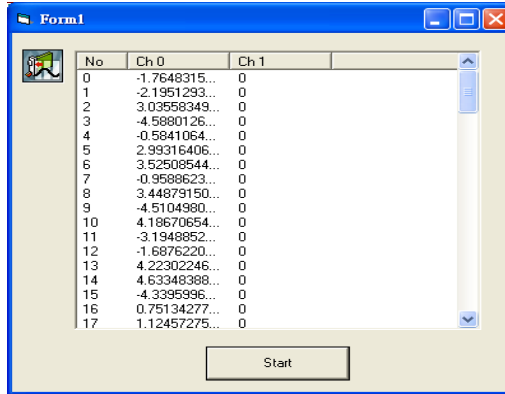 Form1
No Ch 0 Ch 1
0 -1.7648315... 0
1 -2.1951293... 0
2 3.03558349... 0
3 -4.5880126... 0
4 -0.5841064... 0
5 2.99316406... 0
6 3.52508544... 0
7 -0.9588623... 0
8 3.44879150... 0
9 -4.5104980... 0
10 4.18670654... 0
11 -3.1948852... 0
12 -1.6876220... 0
13 4.22302246... 0
14 4.63348388... 0
15 -4.3395996... 0
16 0.75134277... 0
17 1.12457275... 0
Start